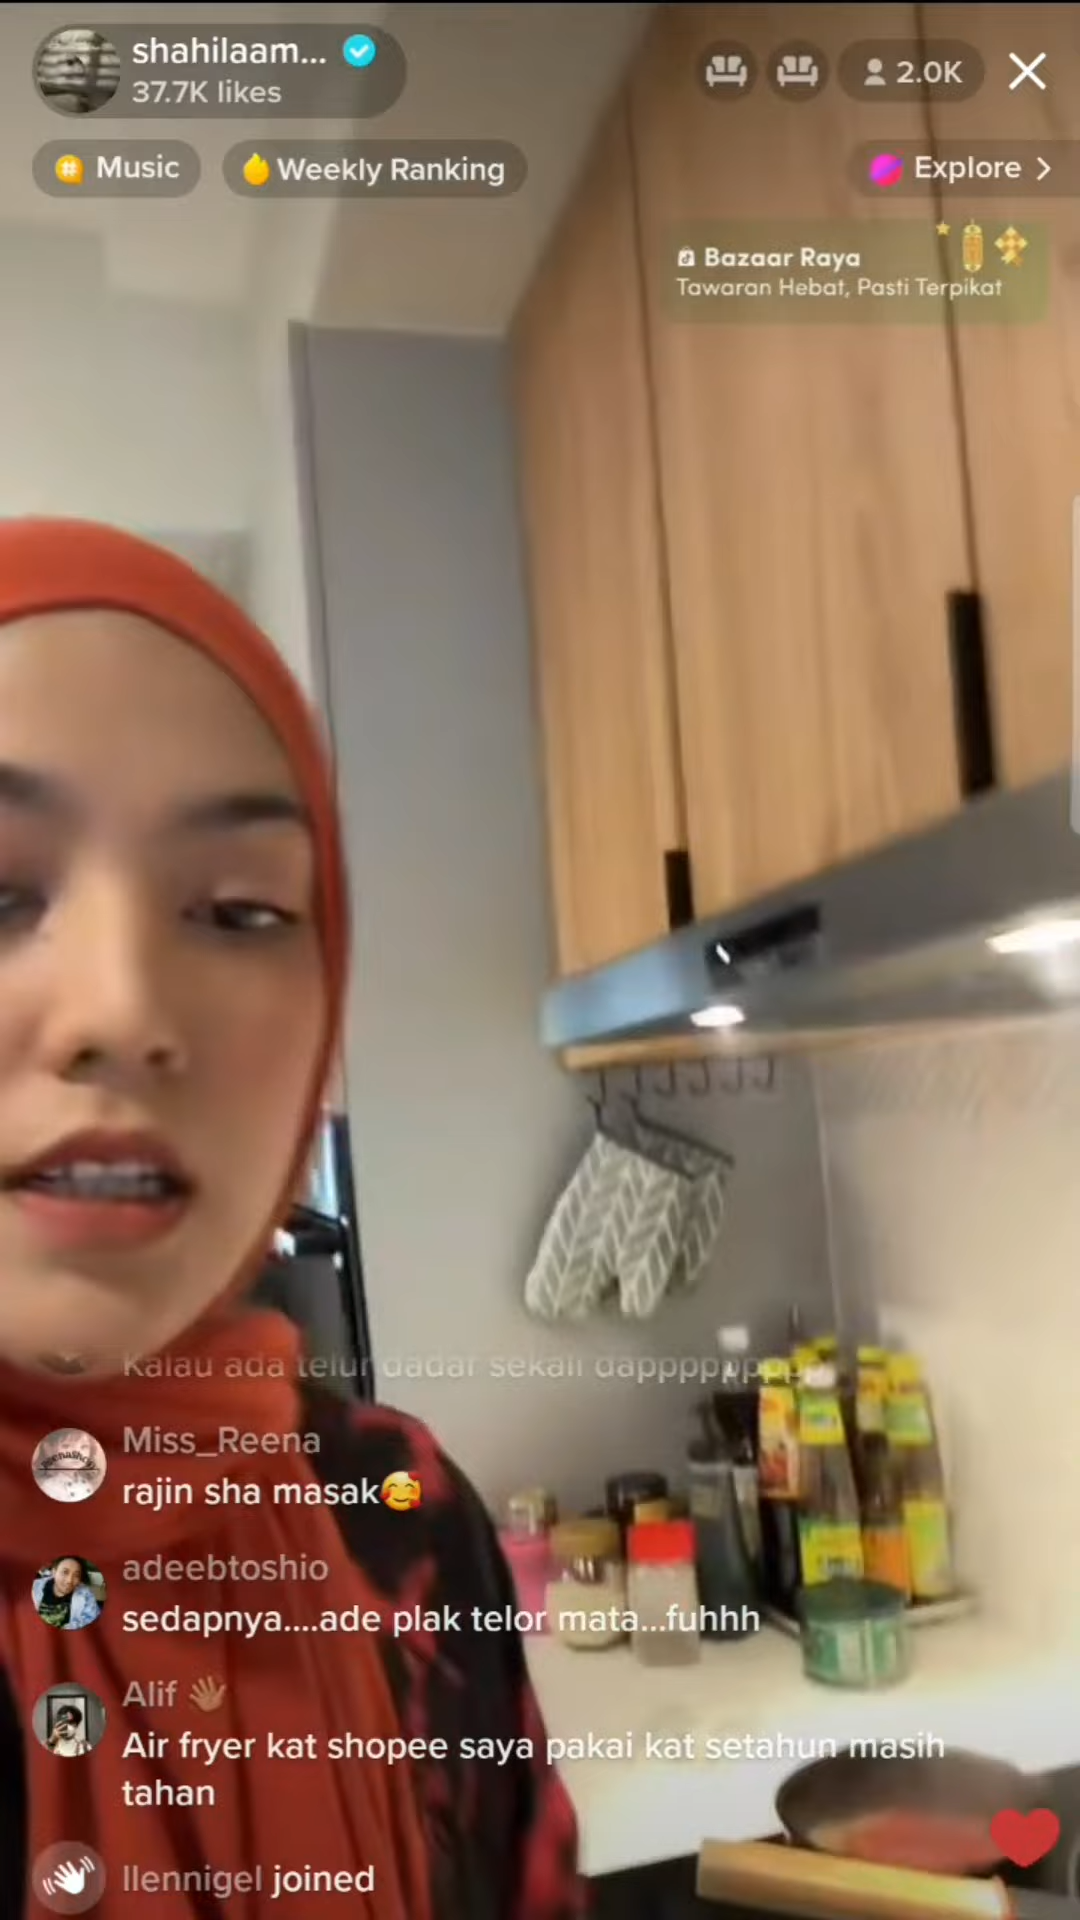 shahilaam...
37.7K likes
2.0K
Music
Weekly Ranking
Explore
Bazaar Raya
Tawaran Hebat, Pasti Terpikat
Kalau ada telur dadar sekali dapppppppp
Miss_Reena
rajin sha masak🥰
adeebtoshio
sedapnya....ade plak telor mata...fuhhh
Alif 👋🏽
Air fryer kat shopee saya pakai kat setahun masih
tahan
llennigel joined